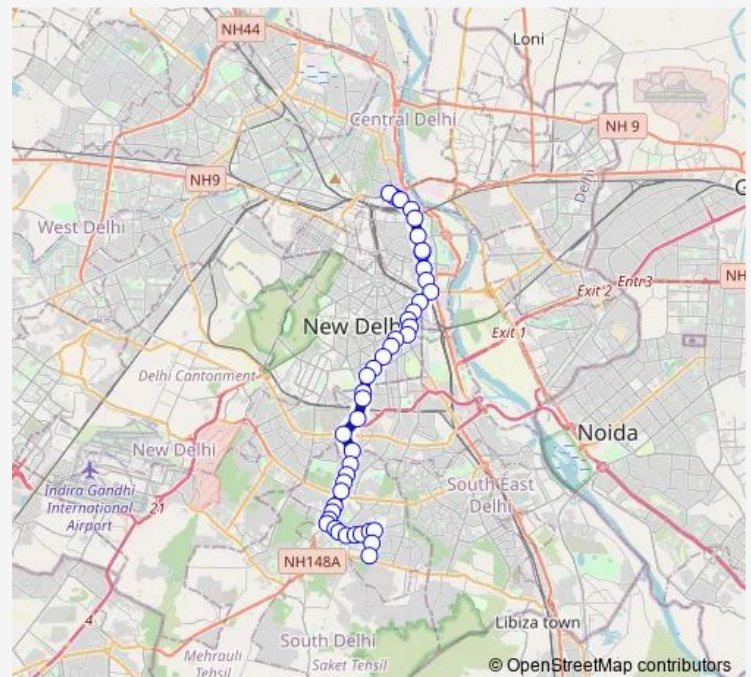 NH44
Loni
Central Delhi
NH 9
NH9
Delhi
G
West Delhi
NH
Entr3
Exit 2
New Delh
Exit 1
Delhi Cantonment
Noida
New Delhi
Indira Gandhi
International
Airport
21
South East
Delhi
NH148A
4
Libiza town
South Delhi
Mehrauli
Tehsil
Saket Tehsil
© OpenStreetMap contributors